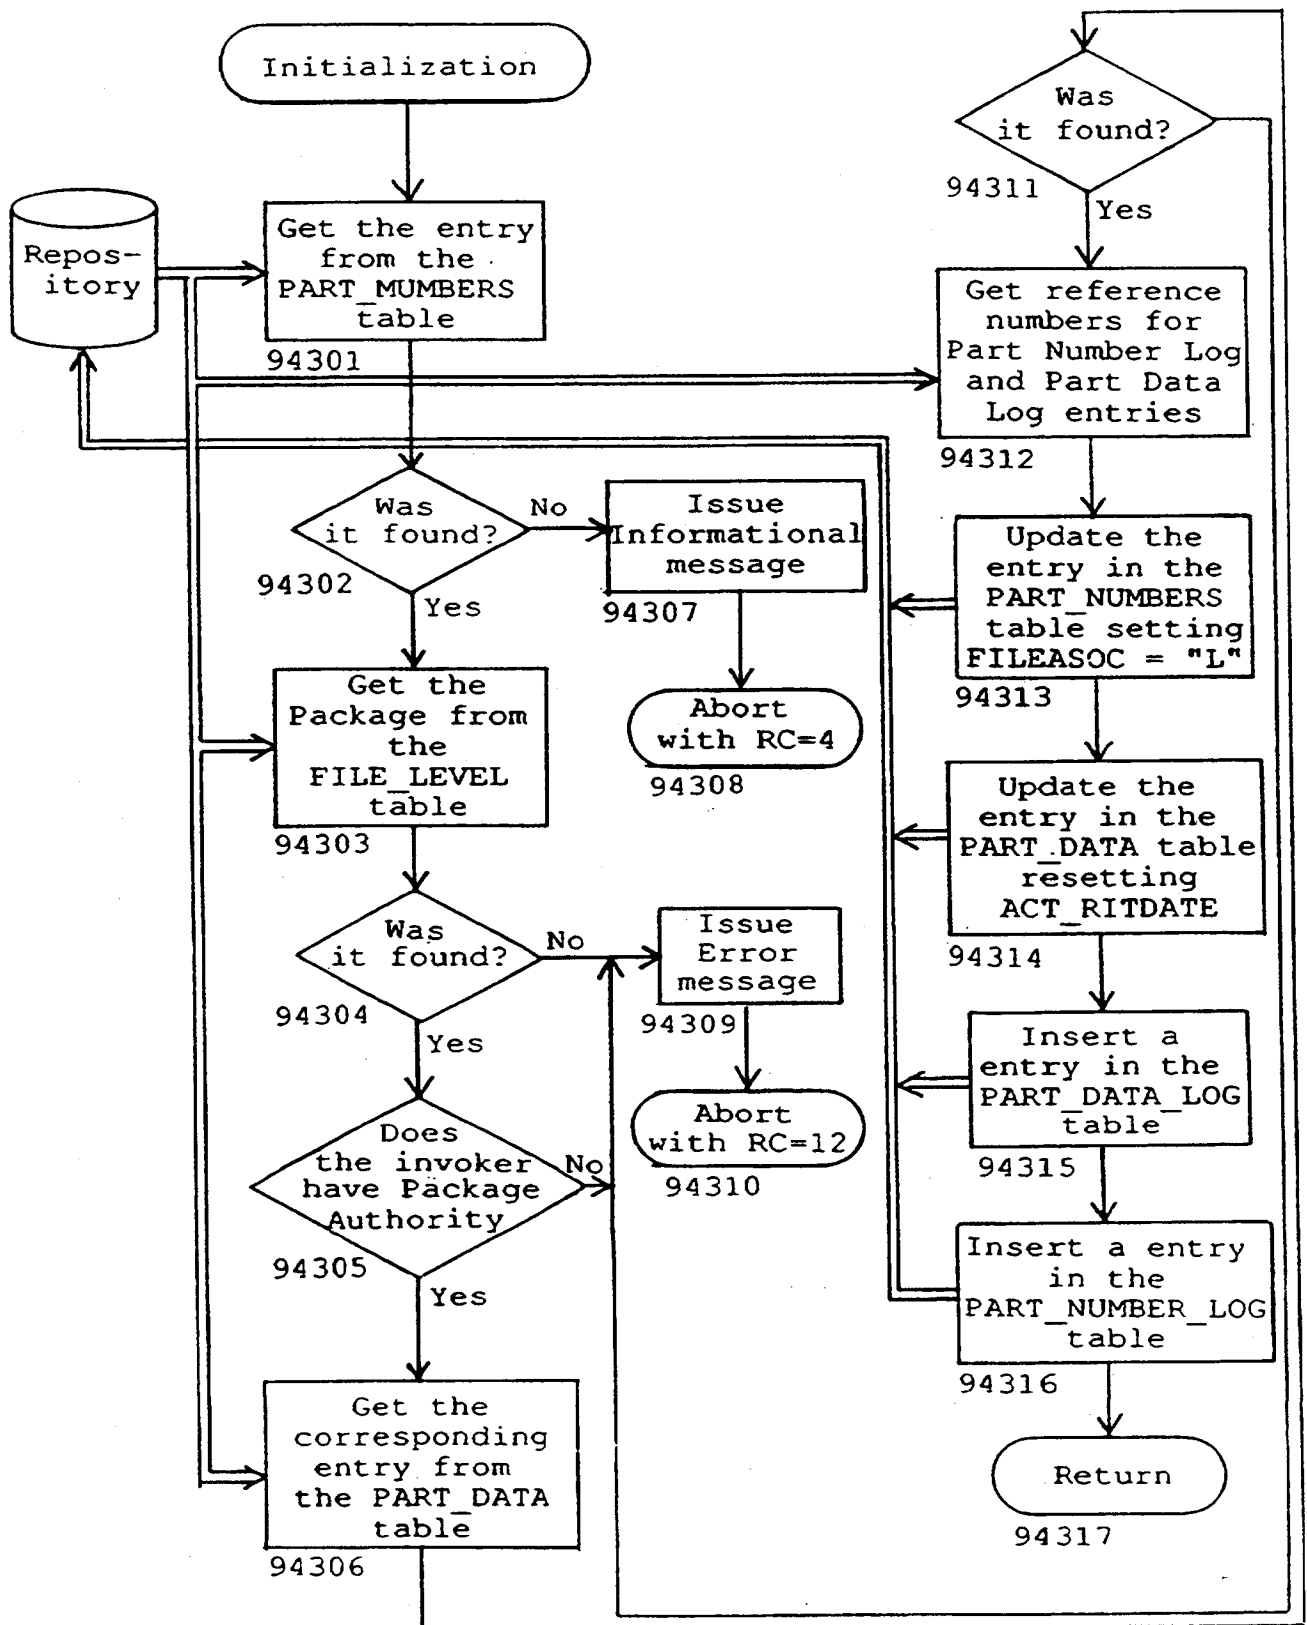 Initialization
Repos-
itory
Get the entry
from the
PART_MUMBERS
table
94301
Was
it found?
No
94302
Yes
Issue
Informational
message
94307
Abort
with RC=4
94308
Get the
Package from
the
FILE_LEVEL
table
94303
Was
it found?
No
94304
Yes
Issue
Error
message
94309
Abort
with RC=12
94310
Does
the invoker
have Package
Authority
No
94305
Yes
Get the
corresponding
entry from
the PART_DATA
table
94306
Was
it found?
94311
Yes
Get reference
numbers for
Part Number Log
and Part Data
Log entries
94312
Update the
entry in the
PART_NUMBERS
table setting
FILEASOC = "L"
94313
Update the
entry in the
PART_DATA table
resetting
ACT_RITDATE
94314
Insert a
entry in the
PART_DATA_LOG
table
94315
Insert a entry
in the
PART_NUMBER_LOG
table
94316
Return
94317